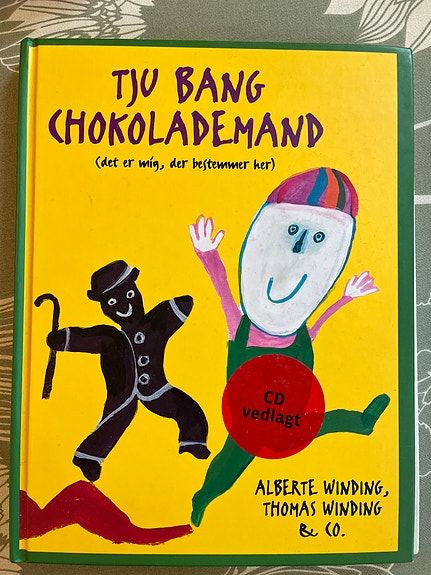 TJU BANG
CHOKOLADEMAND
(det er mig, der bestemmer her)
CD
vedlagt
ALBERTE WINDING,
THOMAS WINDING
& CO.